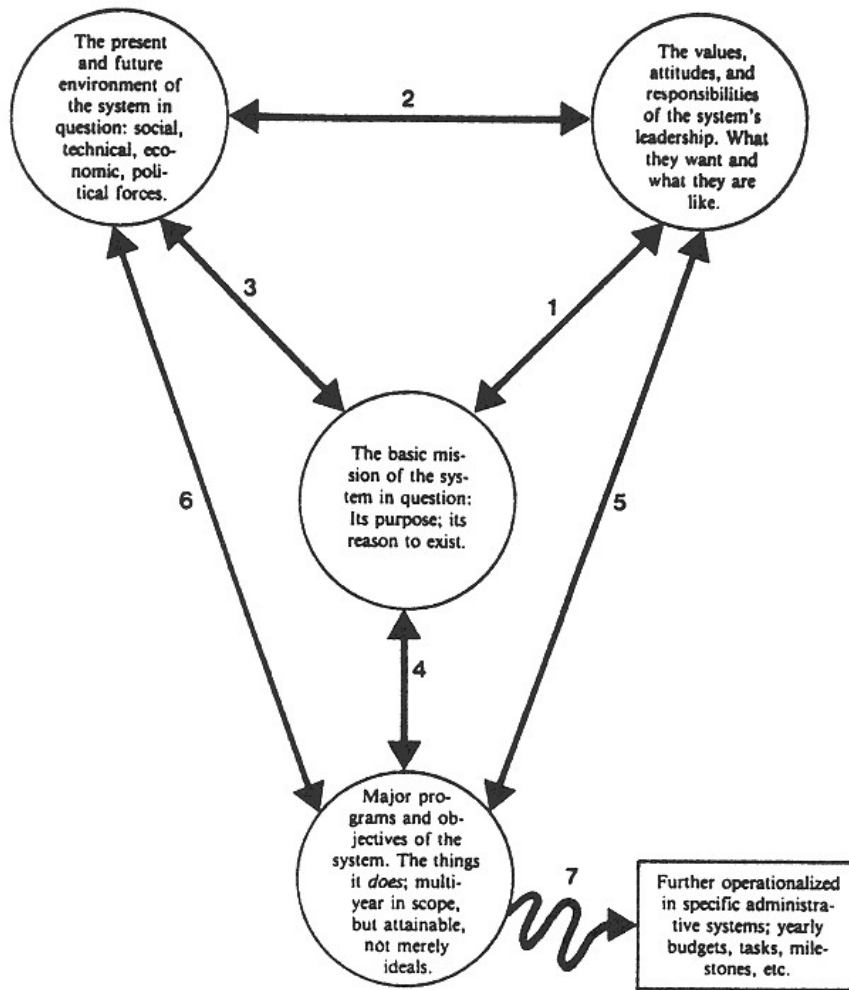 The present
and future
environment of
the system in
question: social,
technical, eco-
nomic, poli-
tical forces.
2
The values,
attitudes, and
responsibilities
of the system's
leadership. What
they want and
what they are
like.
3
1
The basic mis-
sion of the sys-
tem in question:
Its purpose; its
reason to exist.
6
5
4
Major pro-
grams and ob-
jectives of the
system. The things
it does; multi-
year in scope,
but attainable,
not merely
ideals.
7
Further operationalized
in specific administra-
tive systems; yearly
budgets, tasks, mile-
stones, etc.